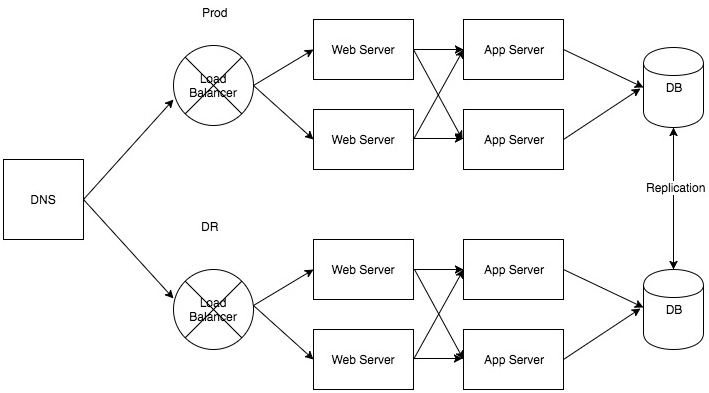 Prod
Load
Balancer
Web Server
App Server
Web Server
App Server
DB
DNS
Replication
DR
Load
Balancer
Web Server
App Server
Web Server
App Server
DB